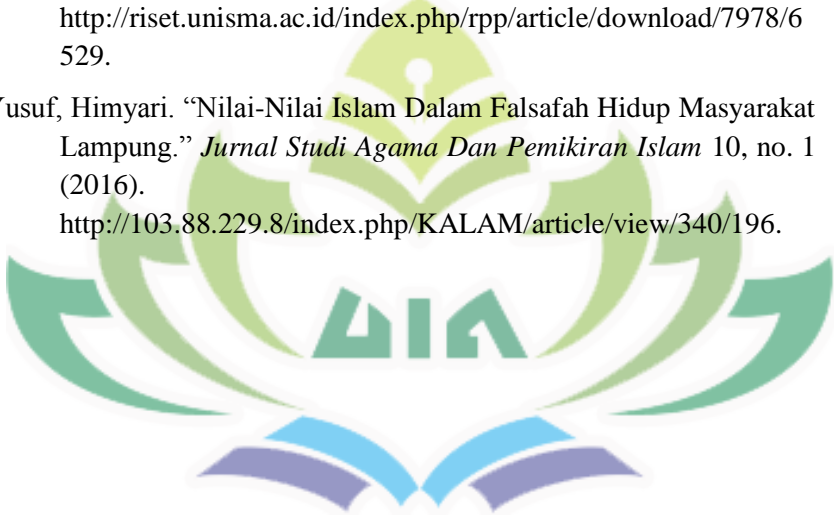 http://riset.unisma.ac.id/index.php/rpp/article/download/7978/6
529.
Yusuf, Himyari. “Nilai-Nilai Islam Dalam Falsafah Hidup Masyarakat
Lampung.” Jurnal Studi Agama Dan Pemikiran Islam 10, no. 1
(2016).
http://103.88.229.8/index.php/KALAM/article/view/340/196.
UIN